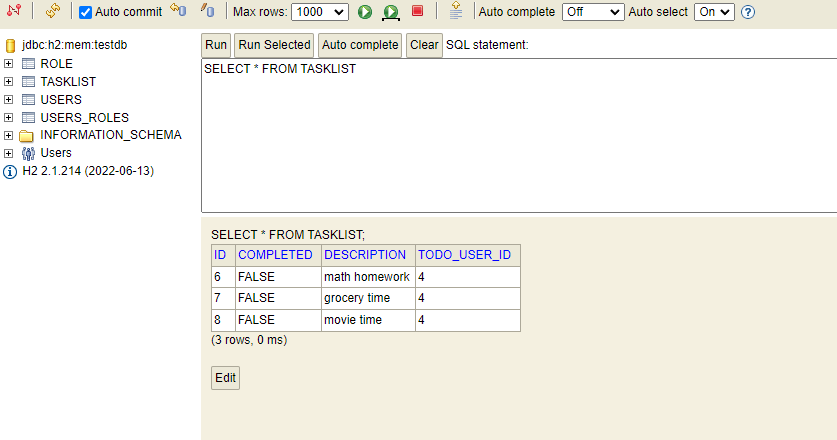 Auto commit Max rows: 1000 Auto complete Off Auto select On ?
jdbc:h2:mem:testdb
ROLE
TASKLIST
USERS
USERS_ROLES
INFORMATION_SCHEMA
Users
H2 2.1.214 (2022-06-13)
Run Run Selected Auto complete Clear SQL statement:
SELECT * FROM TASKLIST
SELECT * FROM TASKLIST;
ID COMPLETED DESCRIPTION TODO_USER_ID
6 FALSE math homework 4
7 FALSE grocery time 4
8 FALSE movie time 4
(3 rows, 0 ms)
Edit